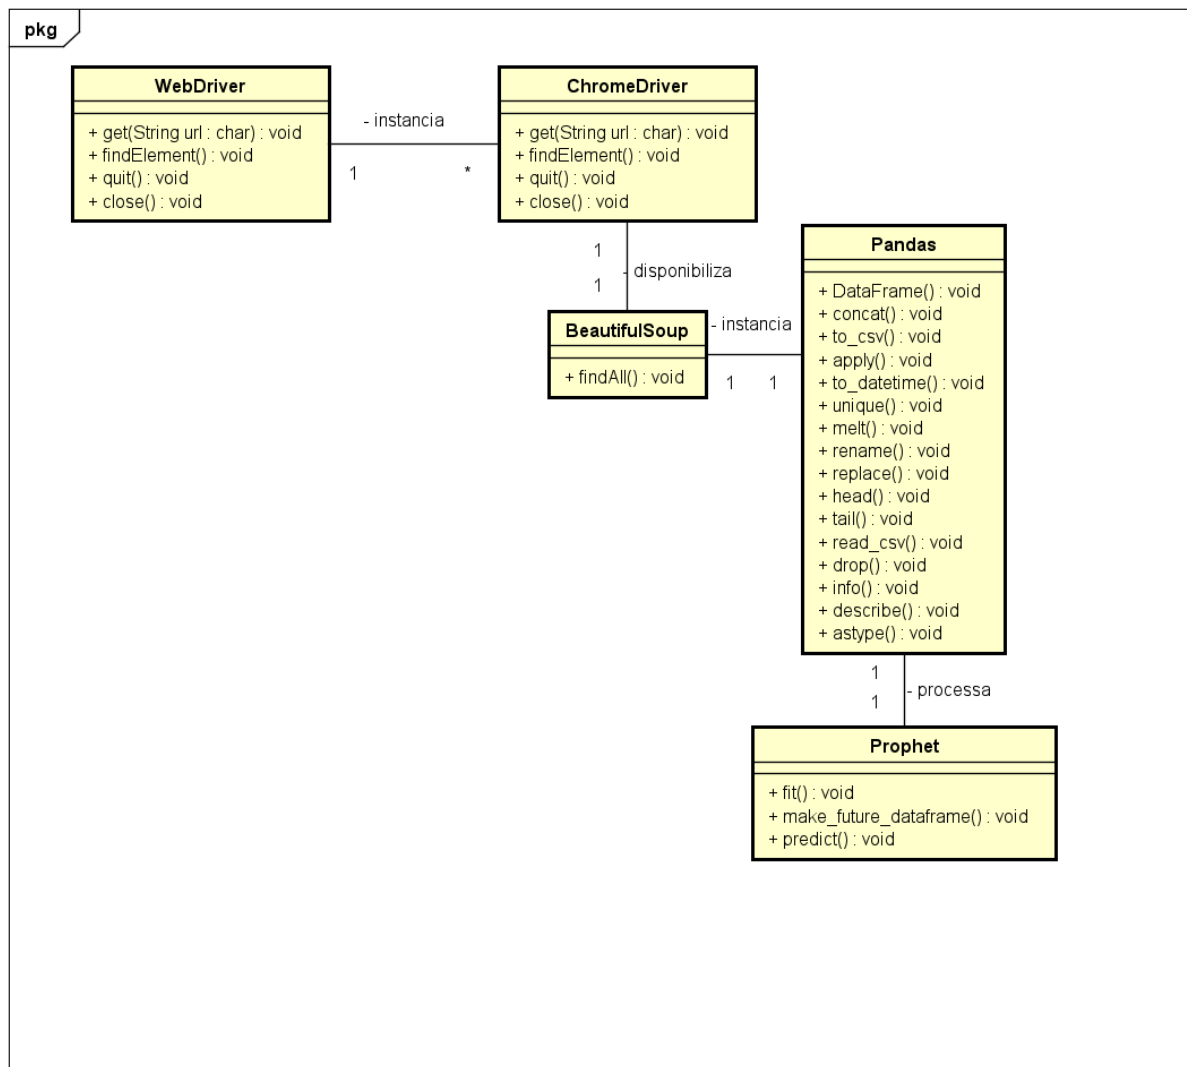 pkg
WebDriver
+ get(String url : char) : void
+ findElement() : void
+ quit() : void
+ close() : void
- instancia
1
*
ChromeDriver
+ get(String url : char) : void
+ findElement() : void
+ quit() : void
+ close() : void
1
- disponibiliza
1
BeautifulSoup
+ findAll() : void
- instancia
1
1
Pandas
+ DataFrame() : void
+ concat() : void
+ to_csv() : void
+ apply() : void
+ to_datetime() : void
+ unique() : void
+ melt() : void
+ rename() : void
+ replace() : void
+ head() : void
+ tail() : void
+ read_csv() : void
+ drop() : void
+ info() : void
+ describe() : void
+ astype() : void
1
- processa
1
Prophet
+ fit() : void
+ make_future_dataframe() : void
+ predict() : void